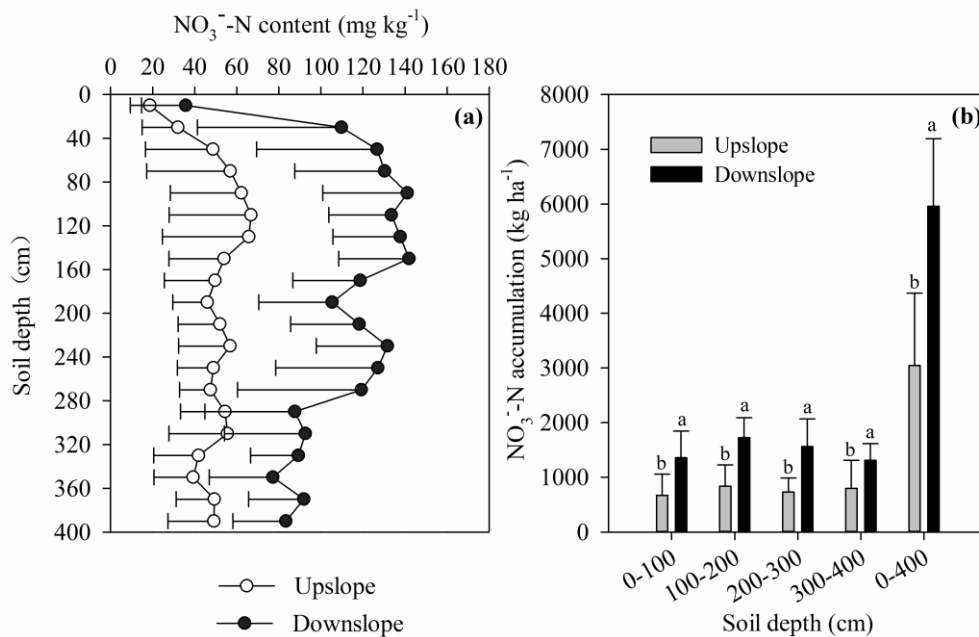 NO₃⁻-N content (mg kg⁻¹)
0 20 40 60 80 100 120 140 160 180
(a)
0
40
80
120
160
190
210
250
280
320
360
400
Soil depth (cm)
Upslope
Downslope
(b)
8000
7000
6000
5000
4000
3000
2000
1000
0
NO₃⁻-N accumulation (kg ha⁻¹)
Upslope
Downslope
b a b a b a b a b a
0-100 100-200 200-300 300-400 0-400
Soil depth (cm)